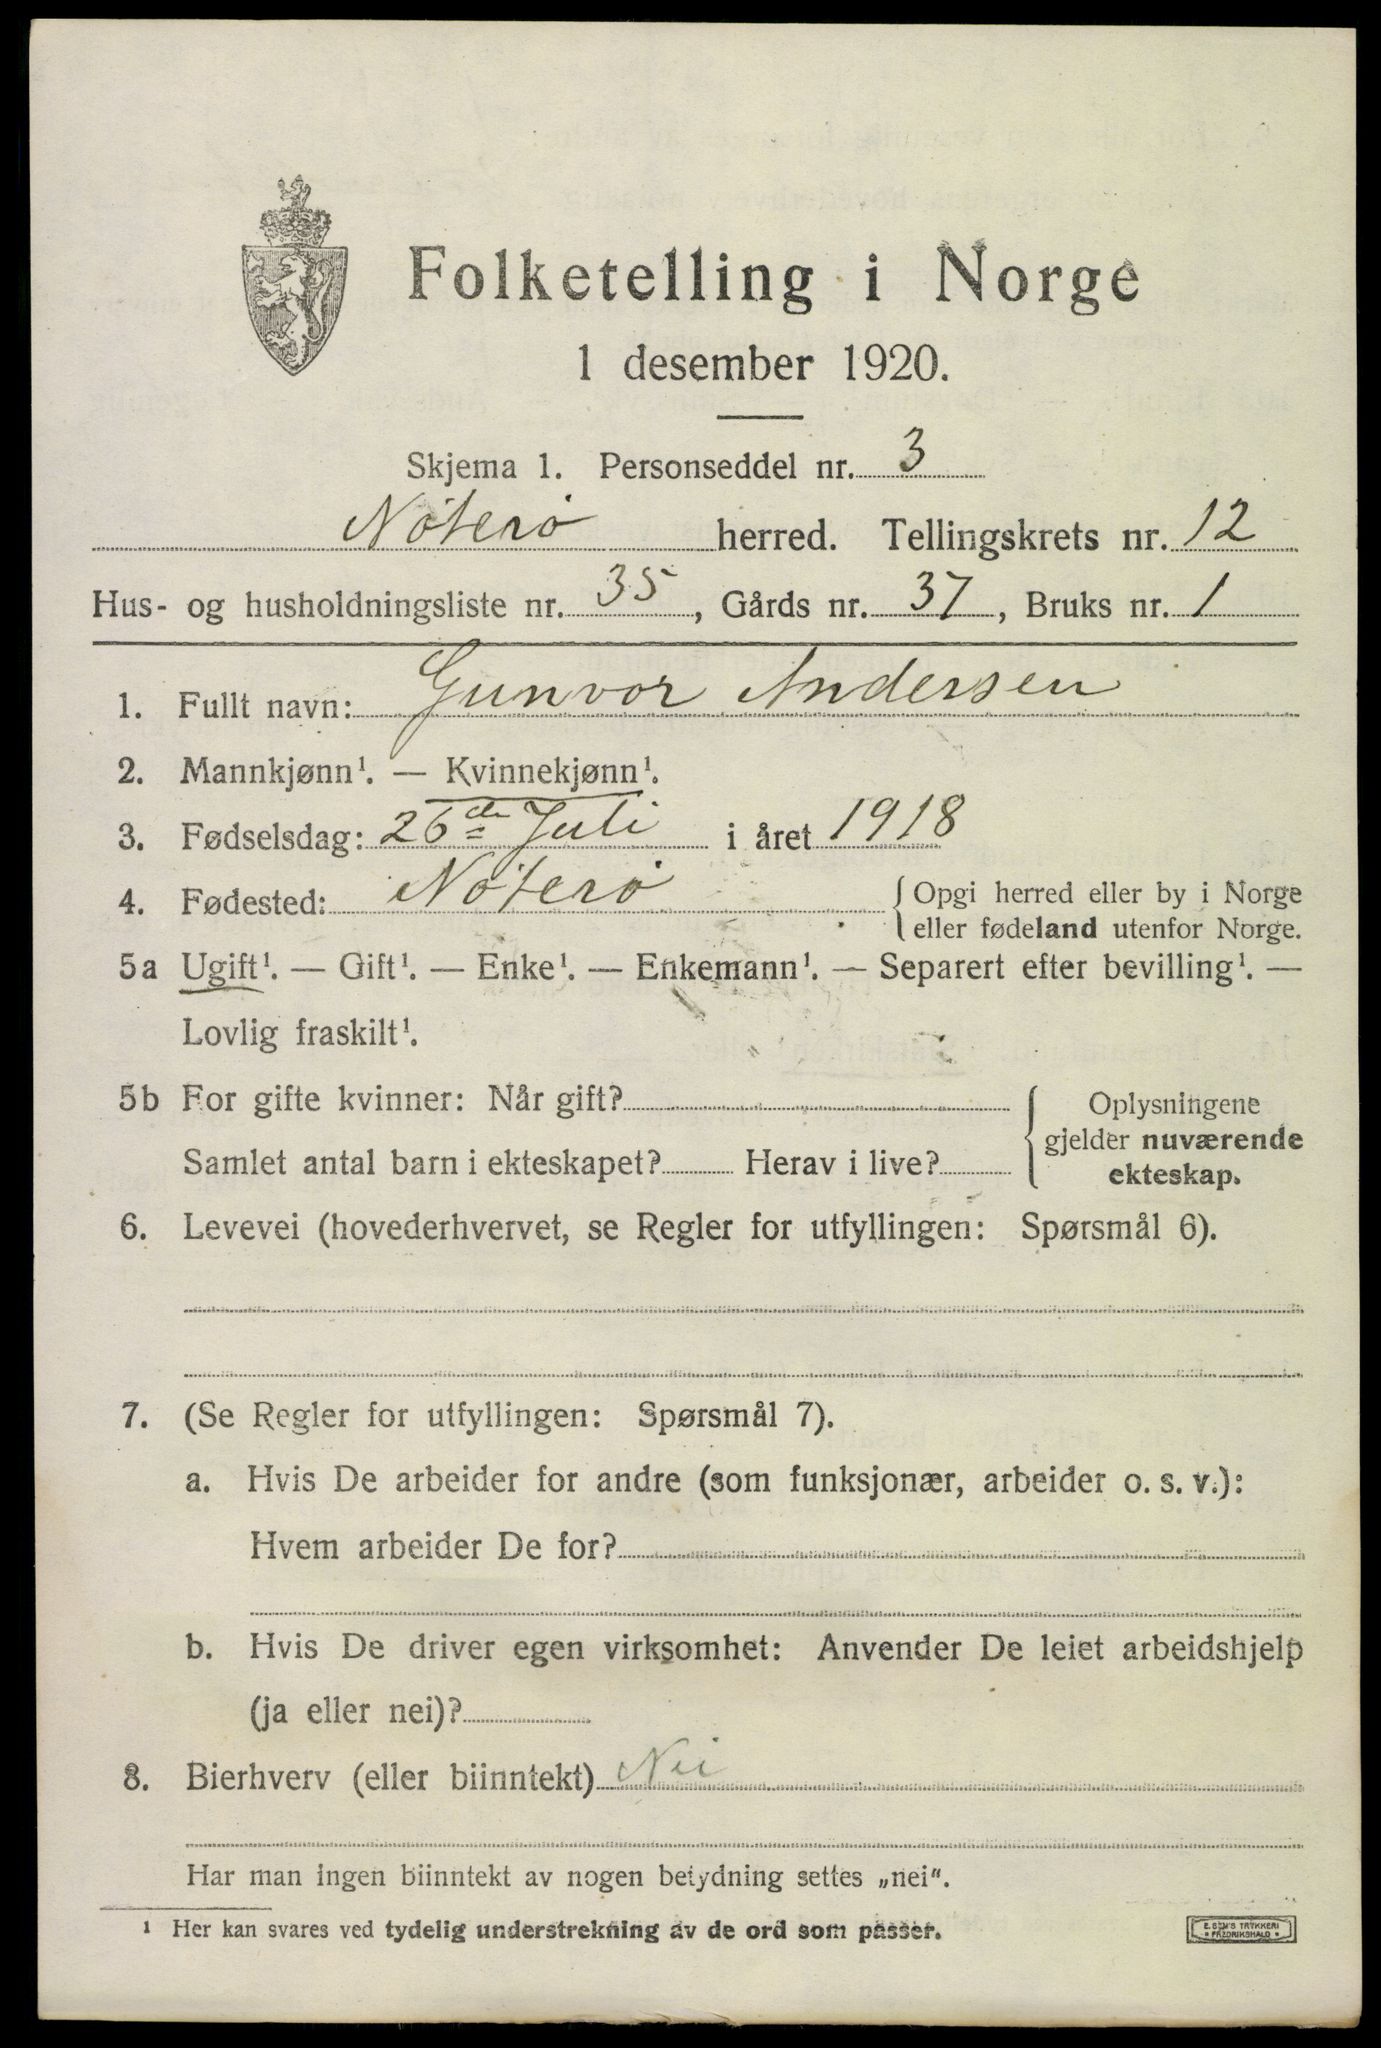 Folketelling i Norge
1 desember 1920.
Skjema 1. Personseddel nr. 3
Nøterø herred. Tellingskrets nr. 12
Hus- og husholdningsliste nr. 35, Gårds nr. 37, Bruks nr. 1
1. Fullt navn: Gunvor Andersen
2. Mannkjønn¹. — Kvinnekjønn¹.
3. Fødselsdag: 26de Juli i året 1918
4. Fødested: Nøterø { Opgi herred eller by i Norge
eller fødeland utenfor Norge.
5a Ugift¹. — Gift¹. — Enke¹. — Enkemann¹. — Separert efter bevilling¹. —
Lovlig fraskilt¹.
5b For gifte kvinner: Når gift? { Oplysningene
gjelder nuværende
Samlet antal barn i ekteskapet? Herav i live? ekteskap.
6. Levevei (hovederhvervet, se Regler for utfyllingen: Spørsmål 6).
7. (Se Regler for utfyllingen: Spørsmål 7).
a. Hvis De arbeider for andre (som funksjonær, arbeider o. s. v.):
Hvem arbeider De for?
b. Hvis De driver egen virksomhet: Anvender De leiet arbeidshjelp
(ja eller nei)?
8. Bierhverv (eller biinntekt) Nei
Har man ingen biinntekt av nogen betydning settes „nei".
¹ Her kan svares ved tydelig understrekning av de ord som passer.
E. SEM'S TRYKKERI
* FREDRIKSHALD *